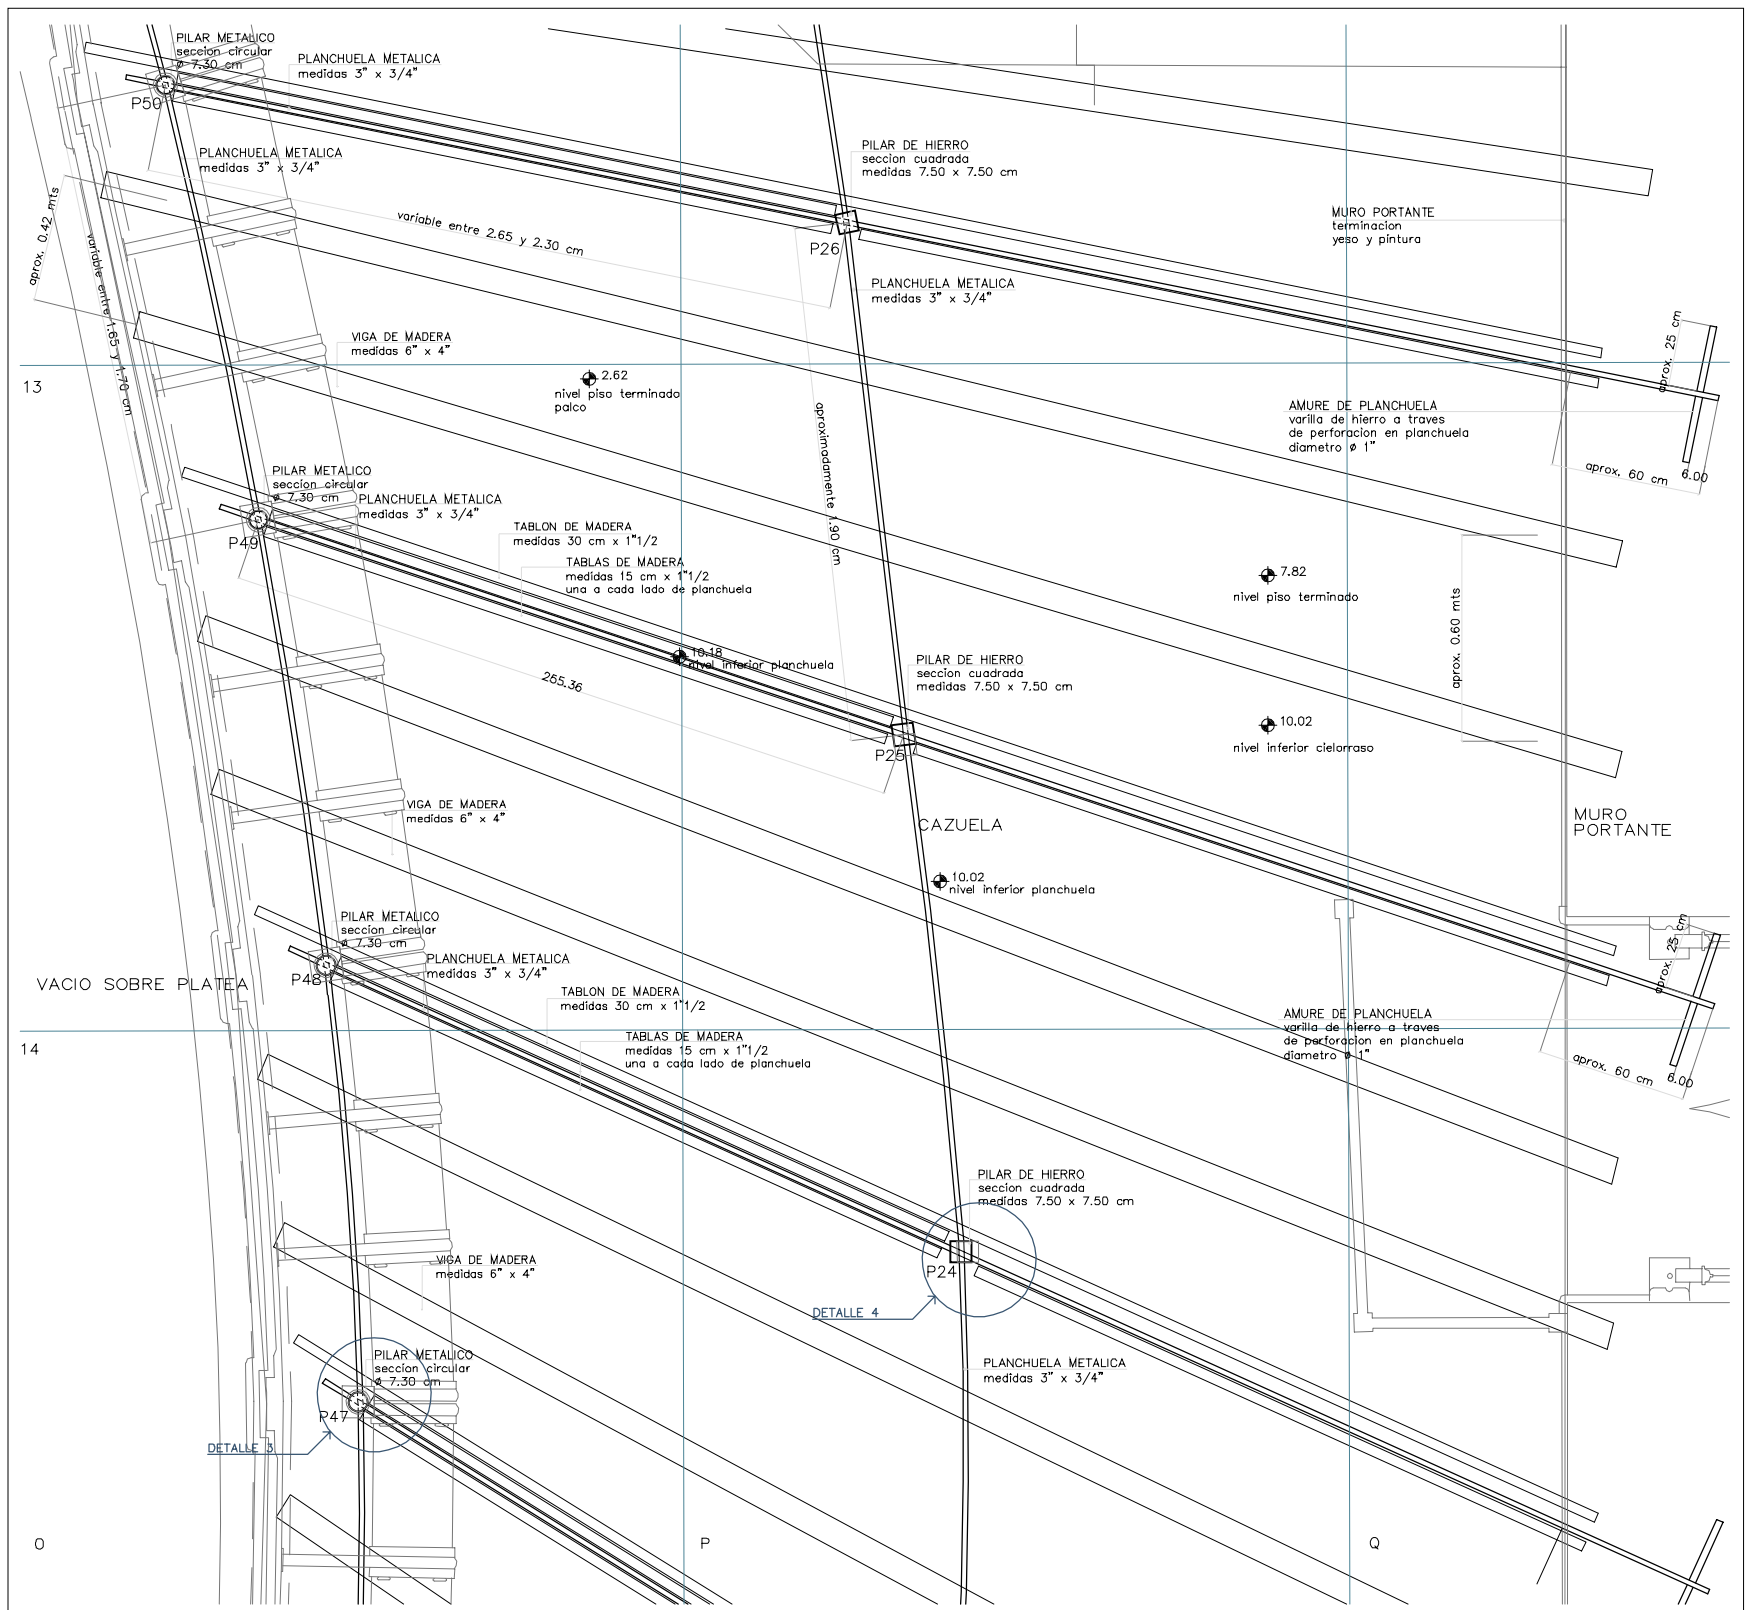 PILAR METALICO
seccion circular
ø 7.30 cm
PLANCHUELA METALICA
medidas 3" x 3/4"
P50
PLANCHUELA METALICA
medidas 3" x 3/4"
PILAR DE HIERRO
seccion cuadrada
medidas 7.50 x 7.50 cm
aprox. 0.42 mts
variable entre 1.65 y 1.70 cm
variable entre 2.65 y 2.30 cm
P26
MURO PORTANTE
terminacion
yeso y pintura
PLANCHUELA METALICA
medidas 3" x 3/4"
VIGA DE MADERA
medidas 6" x 4"
aprox. 25 cm
13
2.62
nivel piso terminado
palco
aproximadamente 1.90 cm
AMURE DE PLANCHUELA
varilla de hierro a traves
de perforacion en planchuela
diametro ø 1"
aprox. 60 cm
6.00
PILAR METALICO
seccion circular
ø 7.30 cm
PLANCHUELA METALICA
medidas 3" x 3/4"
P49
TABLON DE MADERA
medidas 30 cm x 1"1/2
TABLAS DE MADERA
medidas 15 cm x 1"1/2
una a cada lado de planchuela
7.82
nivel piso terminado
aprox. 0.60 mts
10.18
nivel inferior planchuela
265.36
PILAR DE HIERRO
seccion cuadrada
medidas 7.50 x 7.50 cm
P25
10.02
nivel inferior cielorraso
VIGA DE MADERA
medidas 6" x 4"
CAZUELA
MURO
PORTANTE
10.02
nivel inferior planchuela
PILAR METALICO
seccion circular
ø 7.30 cm
PLANCHUELA METALICA
medidas 3" x 3/4"
P48
VACIO SOBRE PLATEA
aprox. 25 cm
TABLON DE MADERA
medidas 30 cm x 1"1/2
AMURE DE PLANCHUELA
varilla de hierro a traves
de perforacion en planchuela
diametro ø 1"
14
TABLAS DE MADERA
medidas 15 cm x 1"1/2
una a cada lado de planchuela
aprox. 60 cm
6.00
PILAR DE HIERRO
seccion cuadrada
medidas 7.50 x 7.50 cm
VIGA DE MADERA
medidas 6" x 4"
P24
DETALLE 4
PILAR METALICO
seccion circular
ø 7.30 cm
PLANCHUELA METALICA
medidas 3" x 3/4"
P47
DETALLE 3
O
P
Q